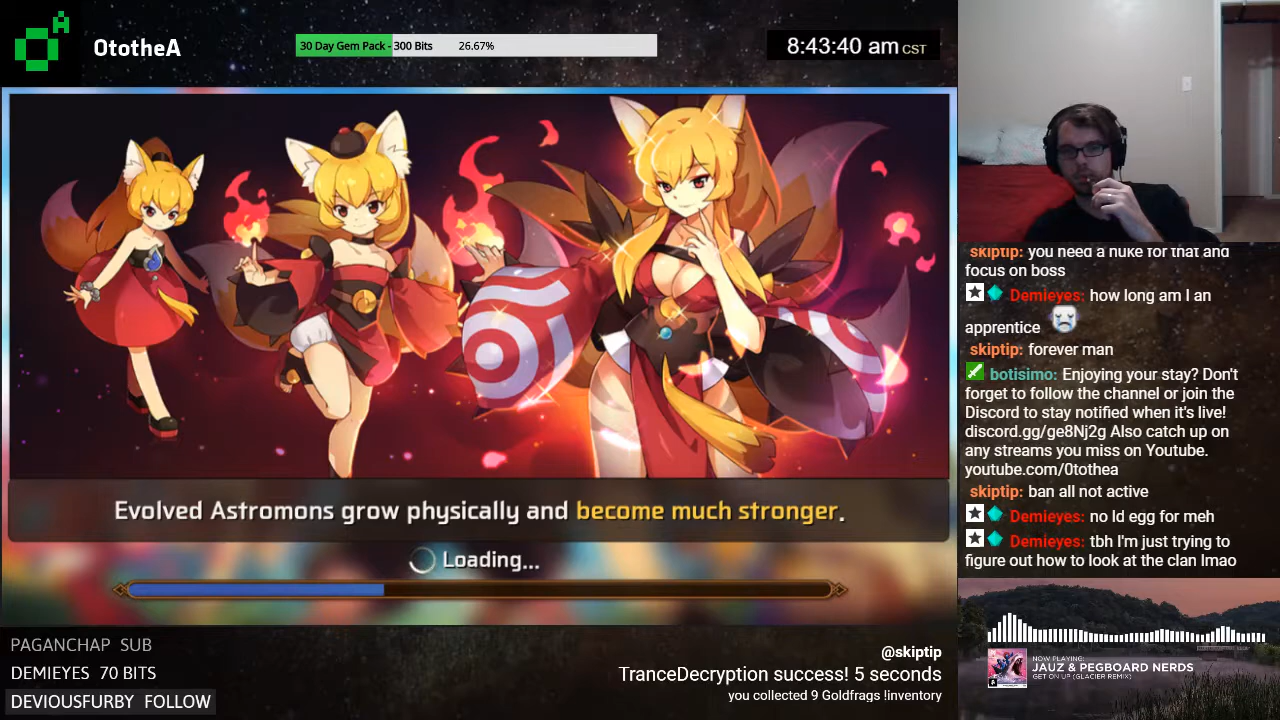 OtotheA
30 Day Gem Pack - 300 Bits 26.67%
8:43:40 am CST
Evolved Astromons grow physically and become much stronger.
Loading...
PAGANCHAP SUB
DEMIEYES 70 BITS
DEVIOUSFURBY FOLLOW
@skiptip
TranceDecryption success! 5 seconds
you collected 9 Goldfrags !inventory
skiptip: you need a nuke for that and
focus on boss
Demieyes: how long am I an
apprentice
skiptip: forever man
botisimo: Enjoying your stay? Don't
forget to follow the channel or join the
Discord to stay notified when it's live!
discord.gg/ge8Nj2g Also catch up on
any streams you miss on Youtube.
youtube.com/0tothea
skiptip: ban all not active
Demieyes: no ld egg for meh
Demieyes: tbh I'm just trying to
figure out how to look at the clan lmao
NOW PLAYING:
JAUZ & PEGBOARD NERDS
GET ON UP (GLACIER REMIX)